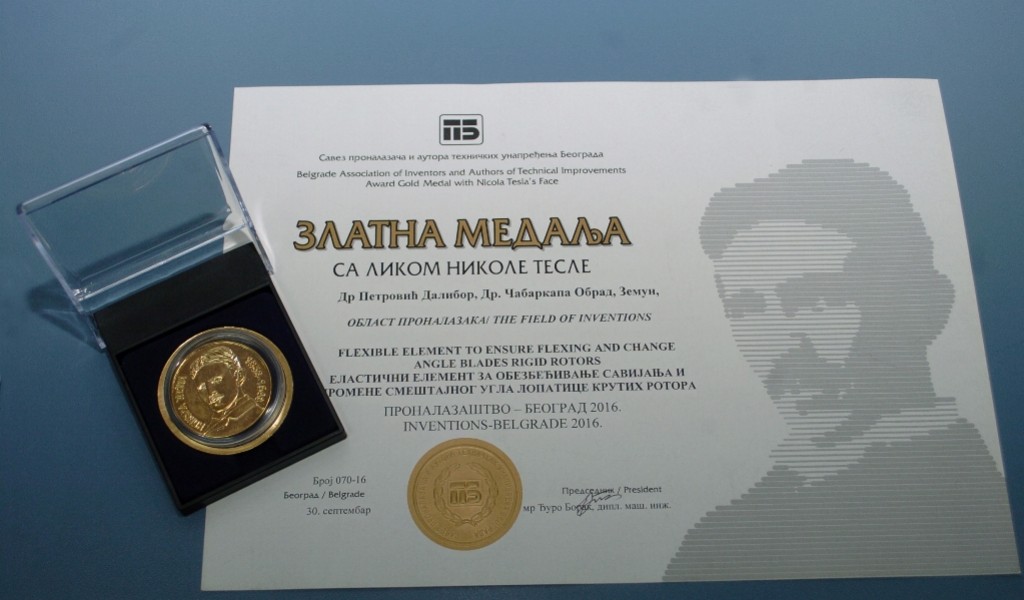 ПБ
Савез проналазача и аутора техничких унапређења Београда
Belgrade Association of Inventors and Authors of Technical Improvements
Award Gold Medal with Nicola Tesla's Face
ЗЛАТНА МЕДАЉА
СА ЛИКОМ НИКОЛЕ ТЕСЛЕ
Др Петровић Далибор, Др. Чабаркапа Обрад, Земун,
ОБЛАСТ ПРОНАЛАЗАКА/ THE FIELD OF INVENTIONS
FLEXIBLE ELEMENT TO ENSURE FLEXING AND CHANGE
ANGLE BLADES RIGID ROTORS
ЕЛАСТИЧНИ ЕЛЕМЕНТ ЗА ОБЕЗБЕЂИВАЊЕ САВИЈАЊА И
РОМЕНЕ СМЕШТАЈНОГ УГЛА ЛОПАТИЦЕ КРУТИХ РОТОРА
ПРОНАЛАЗАШТВО – БЕОГРАД 2016.
INVENTIONS-BELGRADE 2016.
Број 070-16
Београд / Belgrade
30. септембар
ПБ
Председник / President
мр Ђуро Борак, дипл. маш. инж.